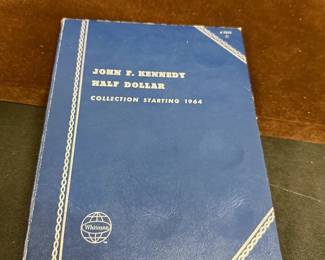 JOHN F. KENNEDY
HALF DOLLAR
COLLECTION STARTING 1964
Whitman